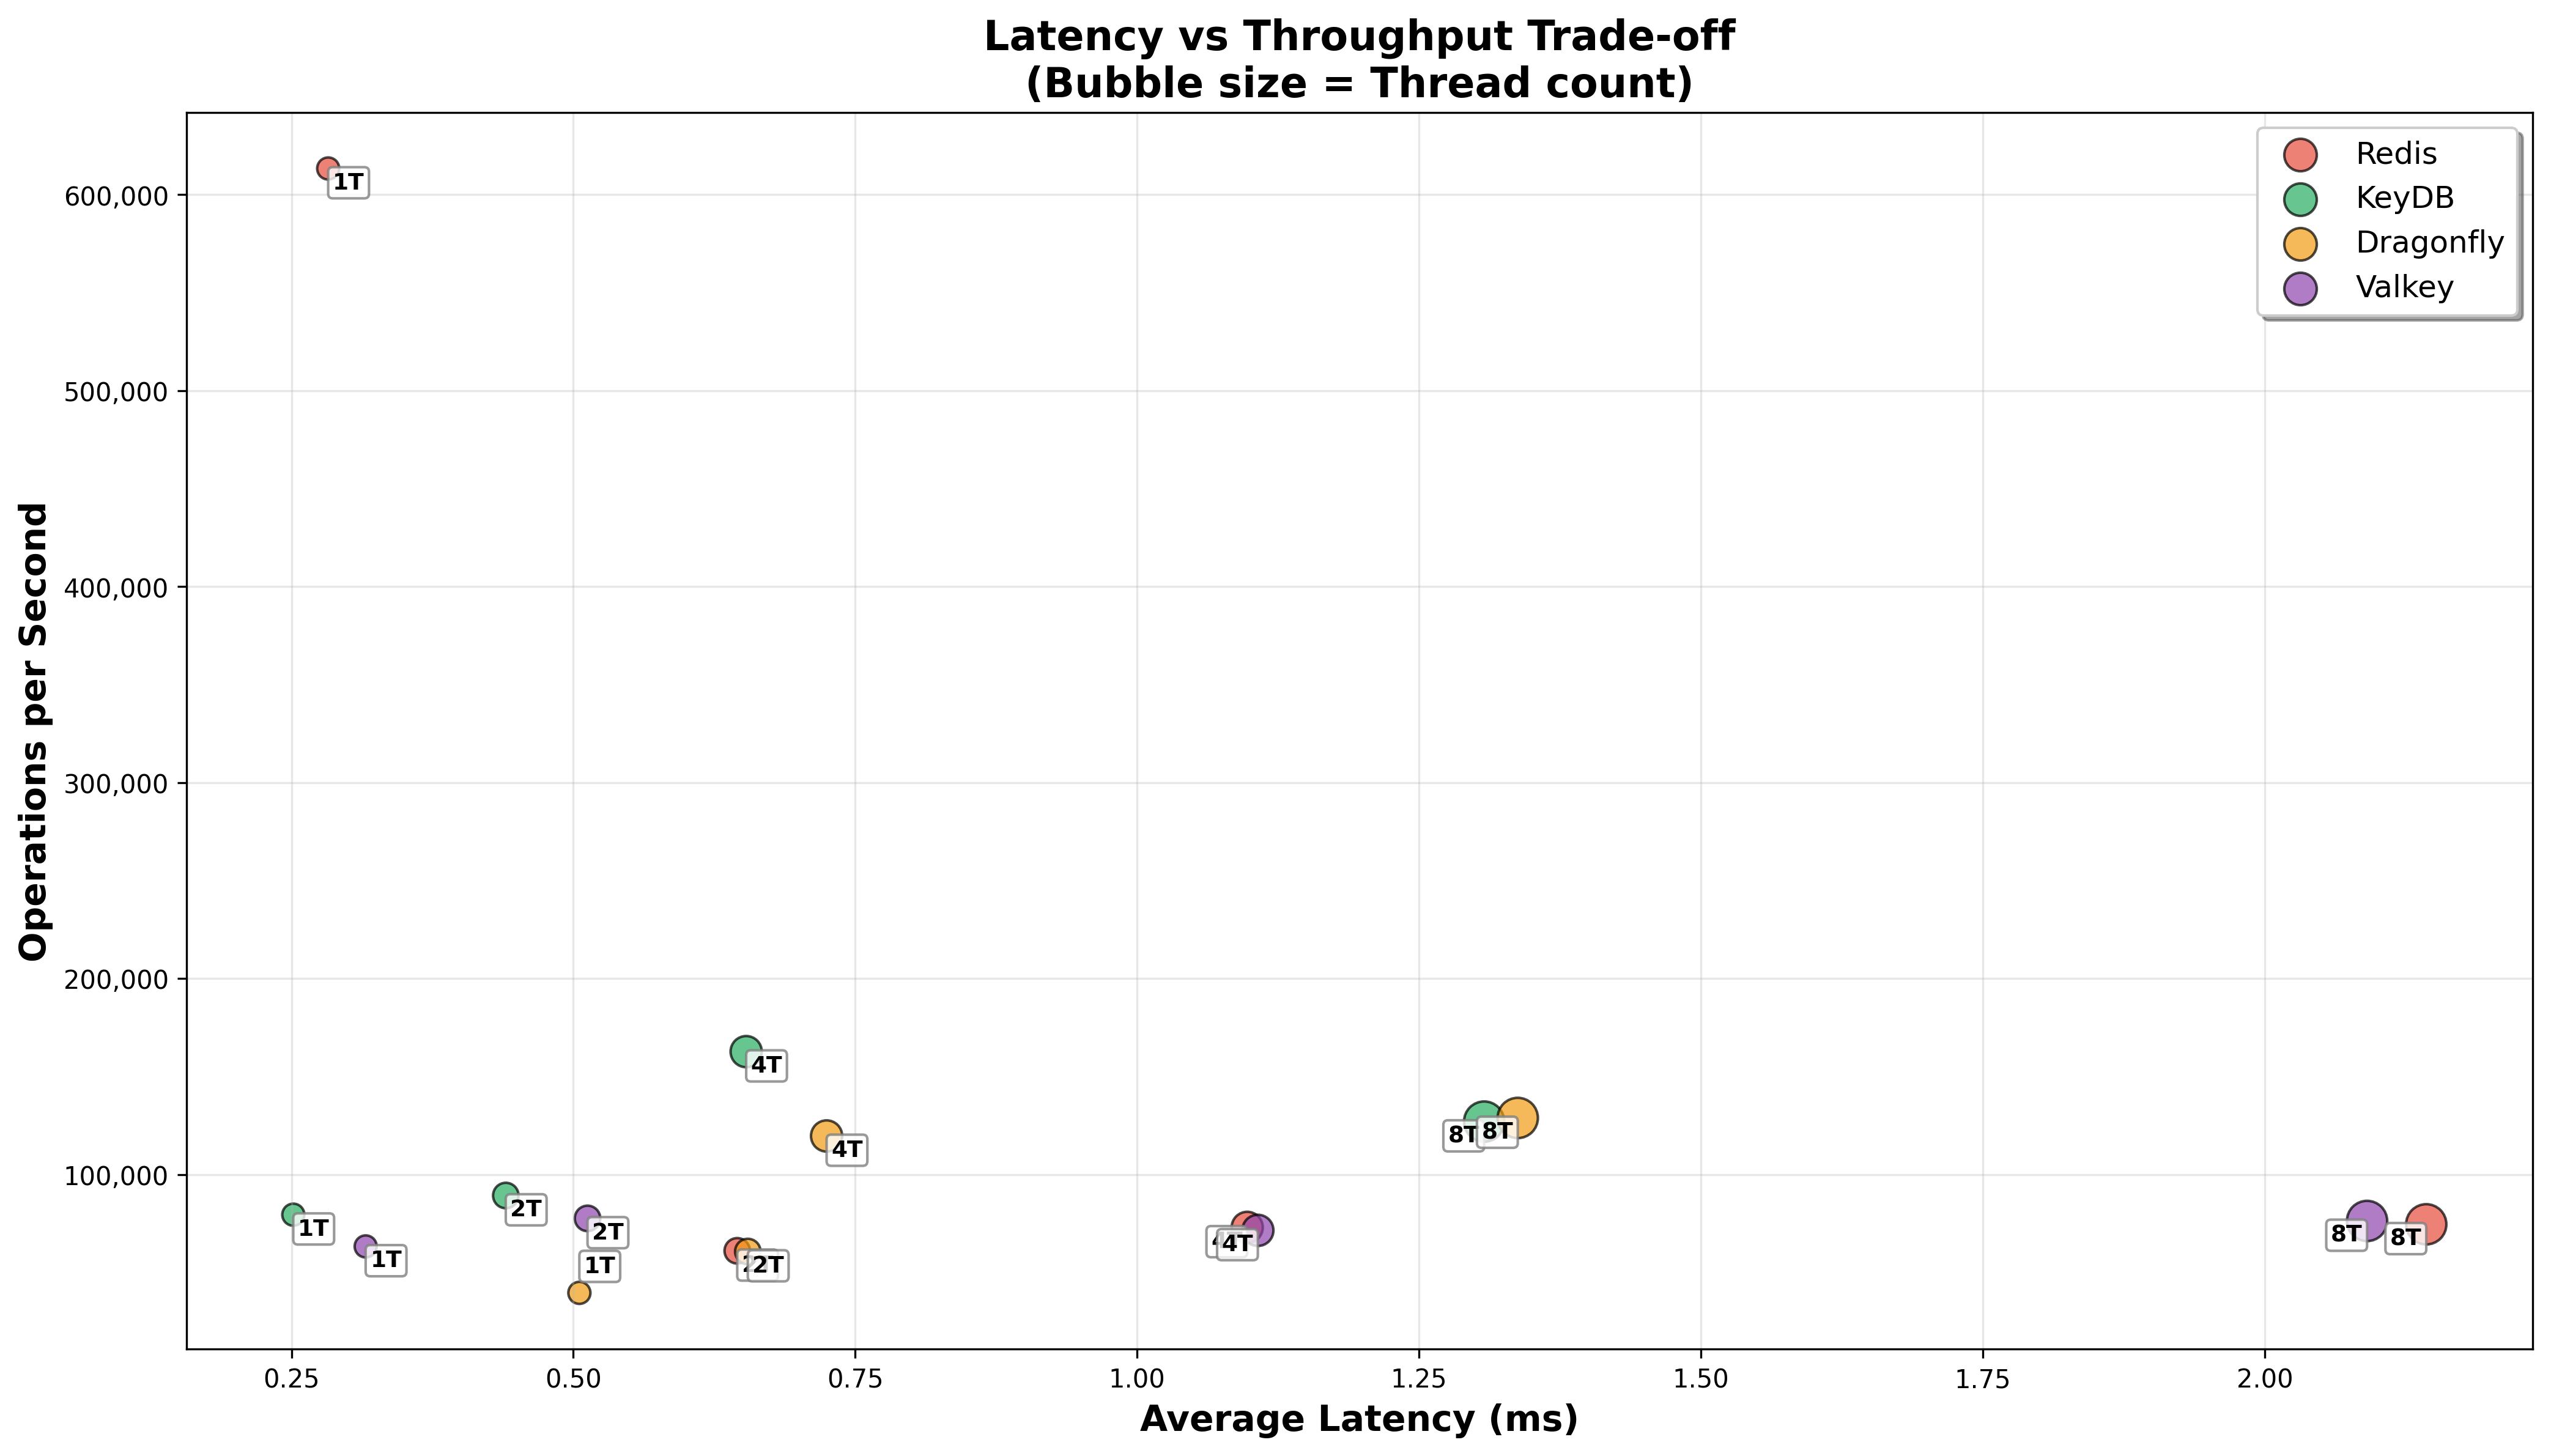 Latency vs Throughput Trade-off
(Bubble size = Thread count)
Redis
KeyDB
Dragonfly
Valkey
Operations per Second
600,000
500,000
400,000
300,000
200,000
100,000
1T
4T
4T
8T
8T
1T
2T
2T
1T
1T
2T
4T
8T
8T
0.25
0.50
0.75
1.00
1.25
1.50
1.75
2.00
Average Latency (ms)